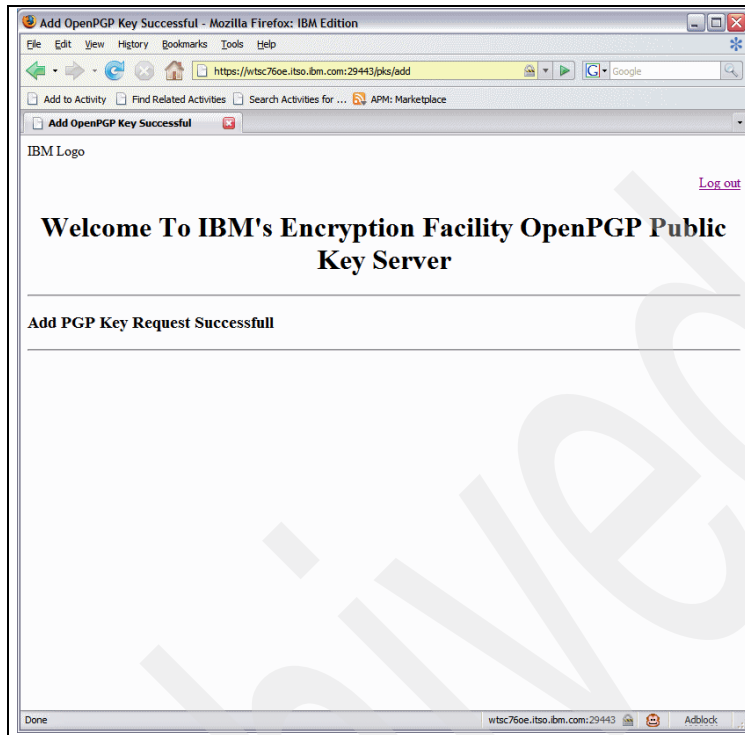 Add OpenPGP Key Successful - Mozilla Firefox: IBM Edition
File Edit View History Bookmarks Tools Help
https://wtsc76oe.itso.ibm.com:29443/pks/add G Google
Add to Activity Find Related Activities Search Activities for ... APM: Marketplace
Add OpenPGP Key Successful
IBM Logo
Log out
Welcome To IBM's Encryption Facility OpenPGP Public
Key Server
Add PGP Key Request Successfull
Done wtsc76oe.itso.ibm.com:29443 Adblock